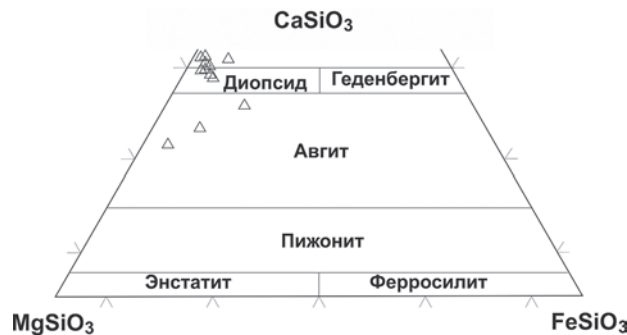 CaSiO₃
Диопсид Геденбергит
Авгит
Пижонит
Энстатит Ферросилит
MgSiO₃ FeSiO₃